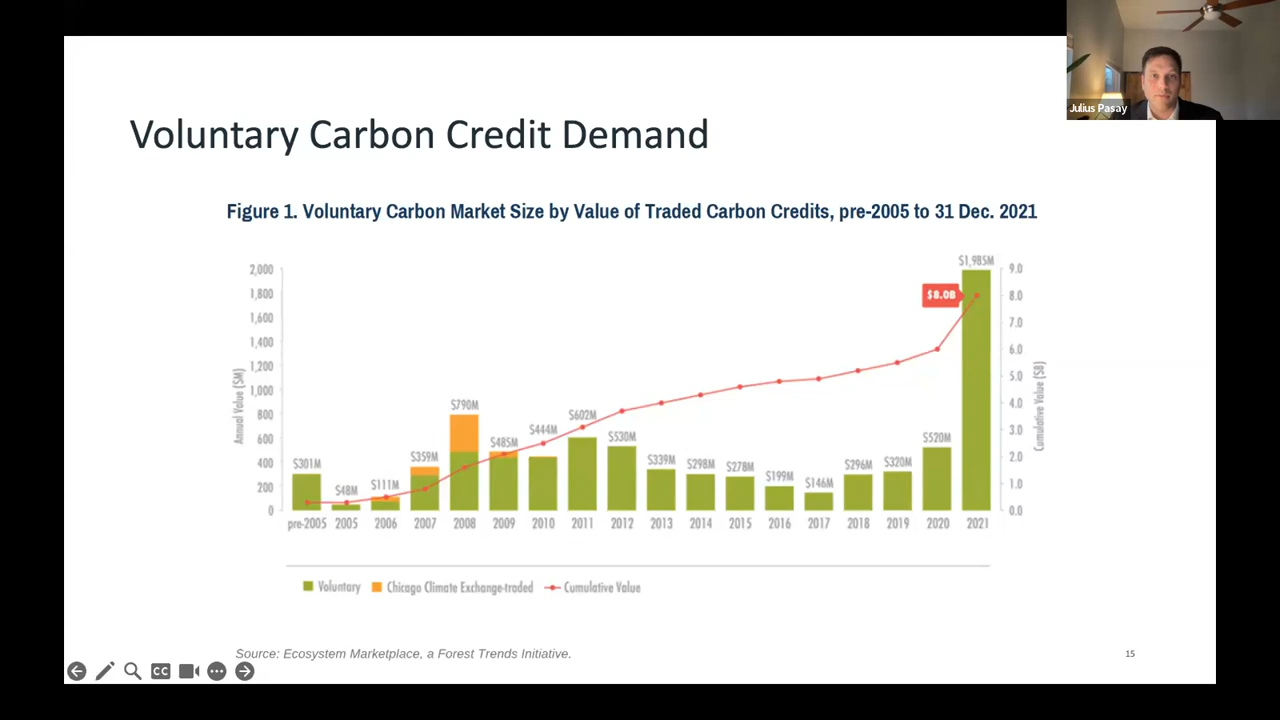 Julius Pasay
Voluntary Carbon Credit Demand
Figure 1. Voluntary Carbon Market Size by Value of Traded Carbon Credits, pre-2005 to 31 Dec. 2021
Annual Value ($M)
2,000
1,800
1,600
1,400
1,200
1,000
800
600
400
200
0
$301M
$48M
$111M
$359M
$790M
$485M
$444M
$602M
$530M
$339M
$298M
$278M
$199M
$146M
$296M
$320M
$520M
$1,985M
$8.0B
9.0
8.0
7.0
6.0
5.0
4.0
3.0
2.0
1.0
0.0
Cumulative Value ($B)
pre-2005 2005 2006 2007 2008 2009 2010 2011 2012 2013 2014 2015 2016 2017 2018 2019 2020 2021
Voluntary Chicago Climate Exchange-traded Cumulative Value
Source: Ecosystem Marketplace, a Forest Trends Initiative.
15
CC